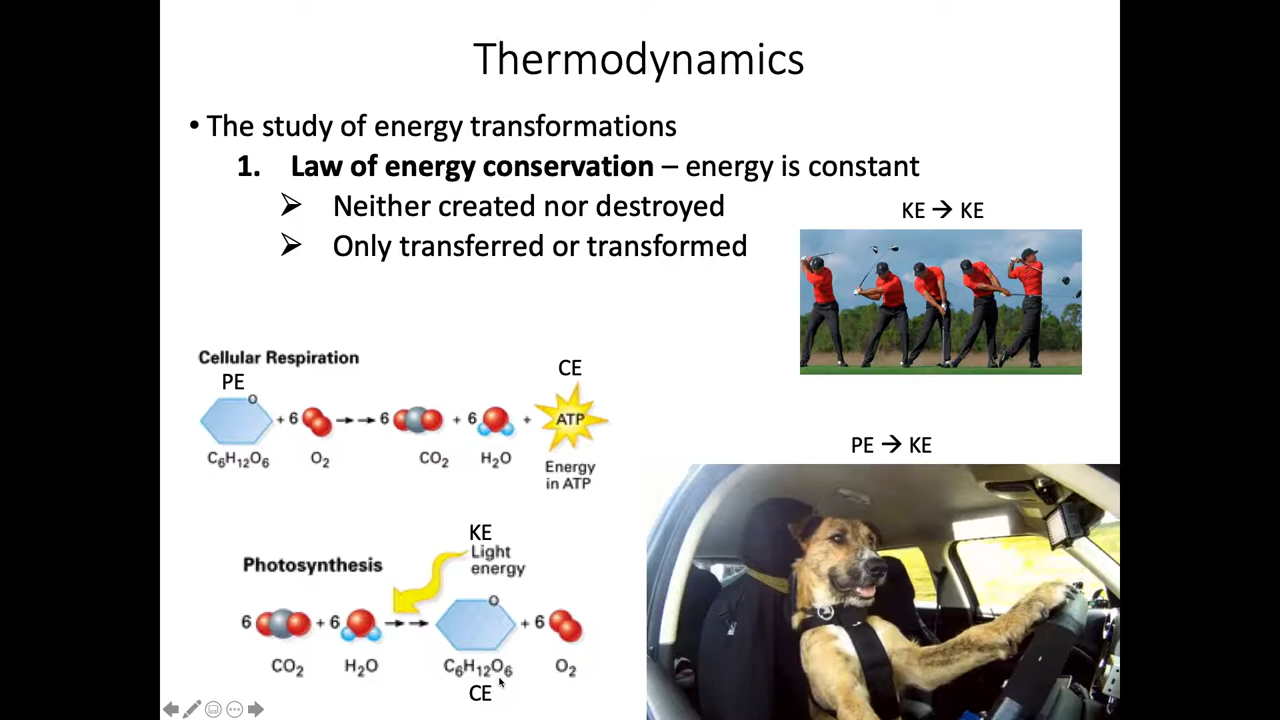 Thermodynamics
• The study of energy transformations
1. Law of energy conservation – energy is constant
➢ Neither created nor destroyed
➢ Only transferred or transformed
KE → KE
Cellular Respiration
PE
CE
O
+ 6 →→ 6 + 6 + ATP
C6H12O6 O2 CO2 H2O
Energy
in ATP
PE → KE
KE
Light
energy
Photosynthesis
O
6 + 6 →→ + 6
CO2 H2O C6H12O6 O2
CE